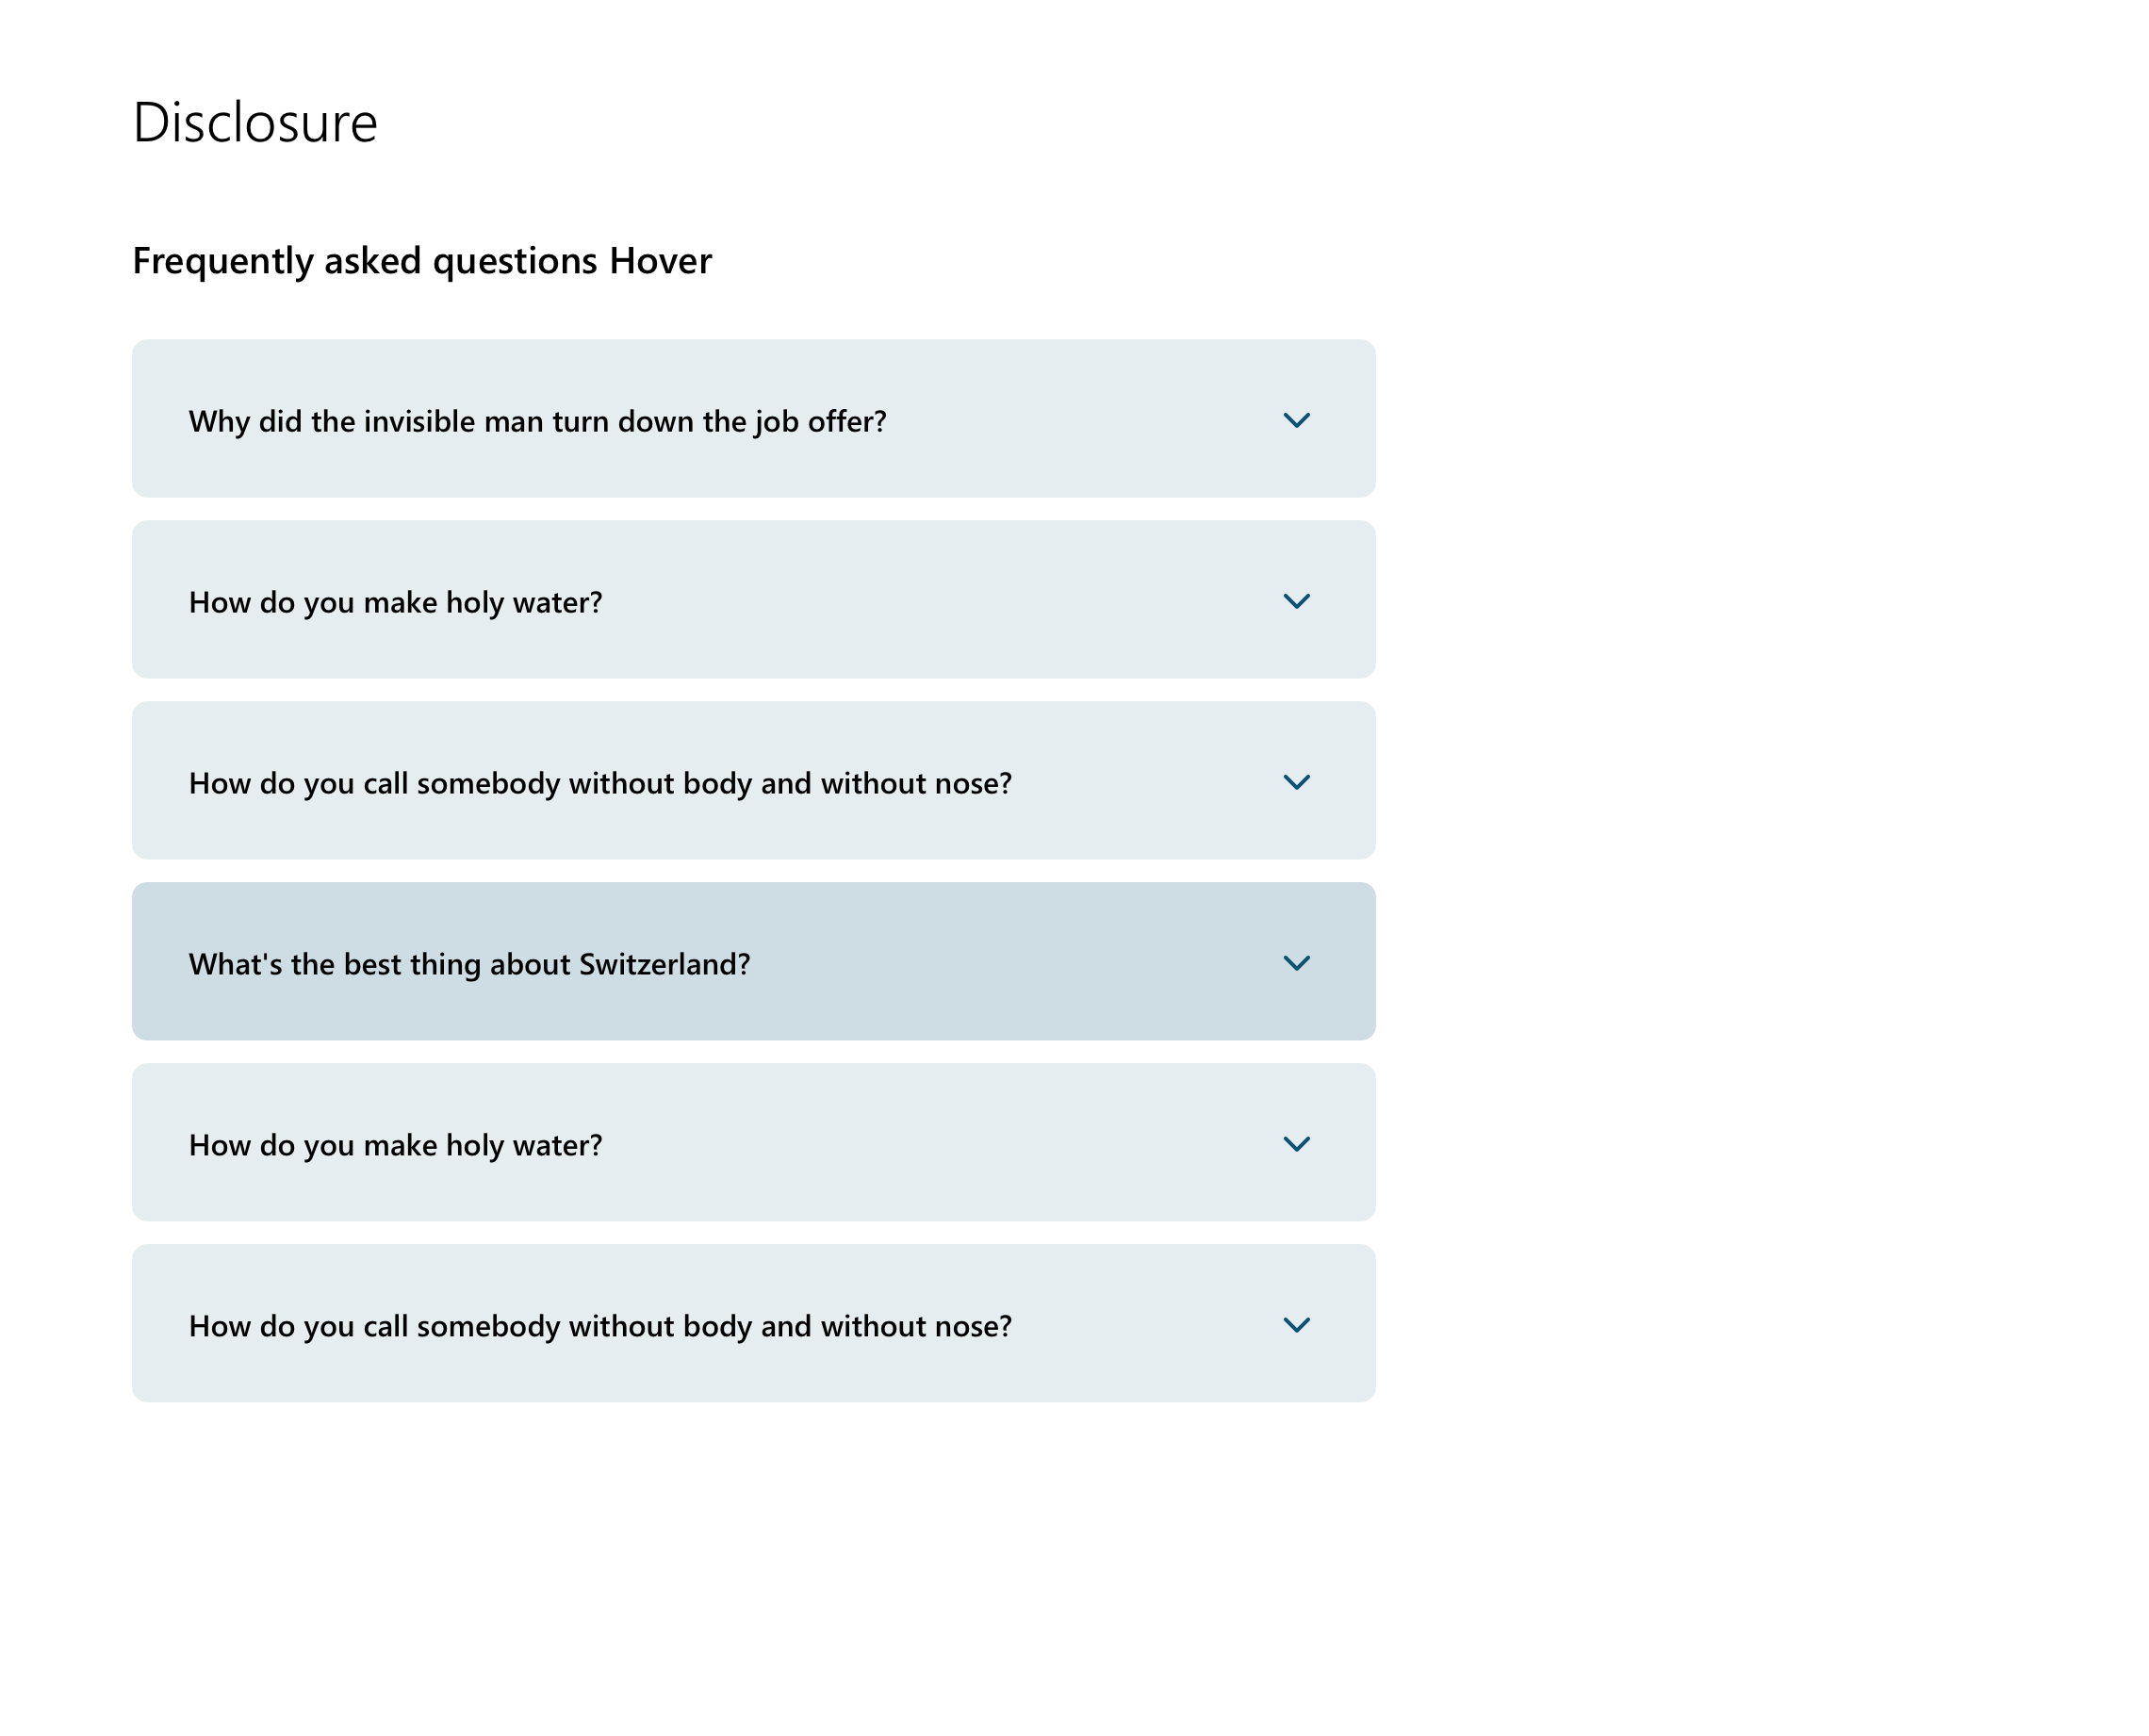 Disclosure
Frequently asked questions Hover
Why did the invisible man turn down the job offer?
How do you make holy water?
How do you call somebody without body and without nose?
What's the best thing about Switzerland?
How do you make holy water?
How do you call somebody without body and without nose?